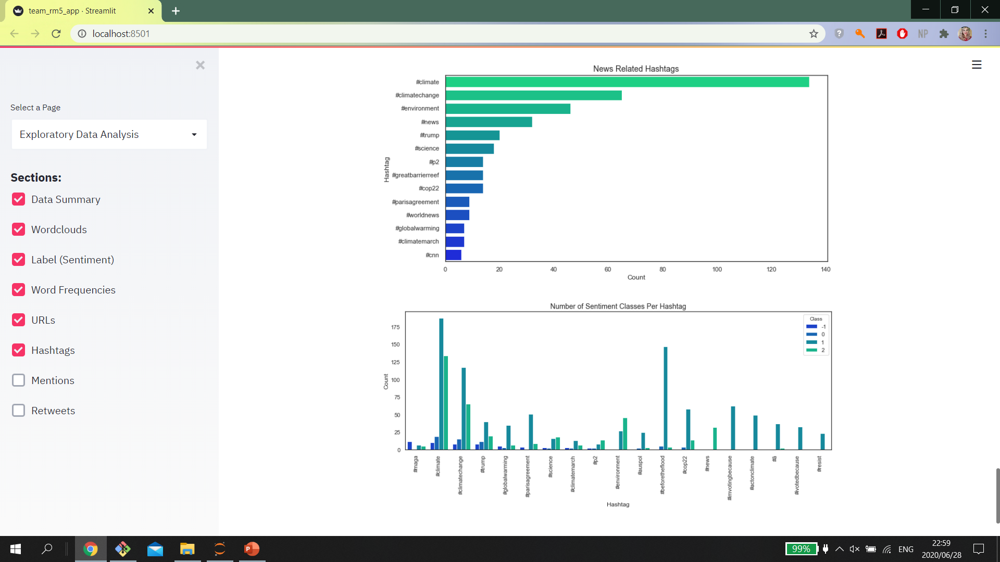 team_rm5_app · Streamlit
localhost:8501
NP
Select a Page
Exploratory Data Analysis
Sections:
Data Summary
Wordclouds
Label (Sentiment)
Word Frequencies
URLs
Hashtags
Mentions
Retweets
News Related Hashtags
Hashtag
#climate
#climatechange
#environment
#news
#trump
#science
#p2
#greatbarrierreef
#cop22
#parisagreement
#worldnews
#globalwarming
#climatemarch
#cnn
0 20 40 60 80 100 120 140
Count
Number of Sentiment Classes Per Hashtag
Class
-1
0
1
2
Count
175
150
125
100
75
50
25
0
#maga
#climate
#climatechange
#trump
#globalwarming
#parisagreement
#science
#climatemarch
#p2
#environment
#auspol
#beforetheflood
#cop22
#news
#imvotingbecause
#actonclimate
#ivotedbecause
#resist
Hashtag
99%
ENG
22:59
2020/06/28